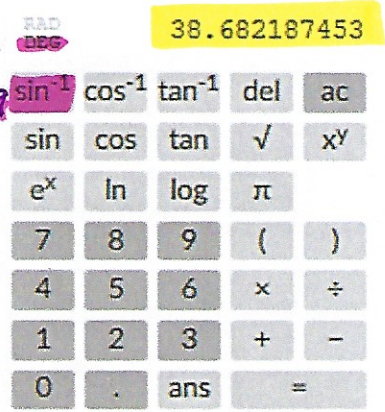 RAD
DEG 38.682187453
sin⁻¹ cos⁻¹ tan⁻¹ del ac
sin cos tan √ xʸ
eˣ ln log π
7 8 9 ( )
4 5 6 × ÷
1 2 3 + −
0 . ans =